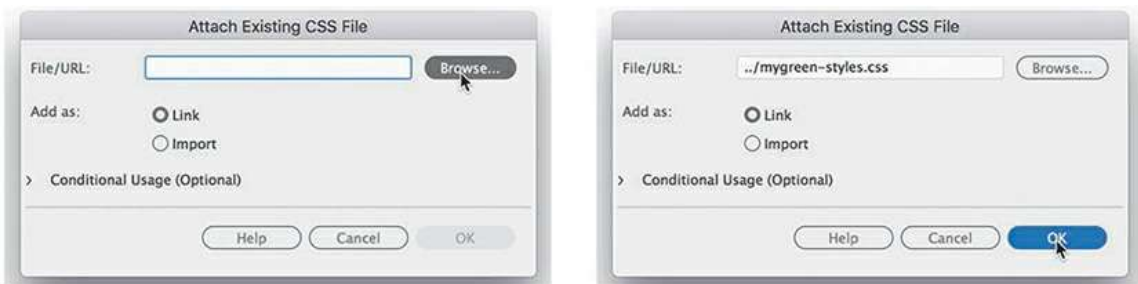 Attach Existing CSS File
File/URL:
Browse...
Add as:
Link
Import
> Conditional Usage (Optional)
Help
Cancel
OK
Attach Existing CSS File
File/URL:
../mygreen-styles.css
Browse...
Add as:
Link
Import
> Conditional Usage (Optional)
Help
Cancel
OK